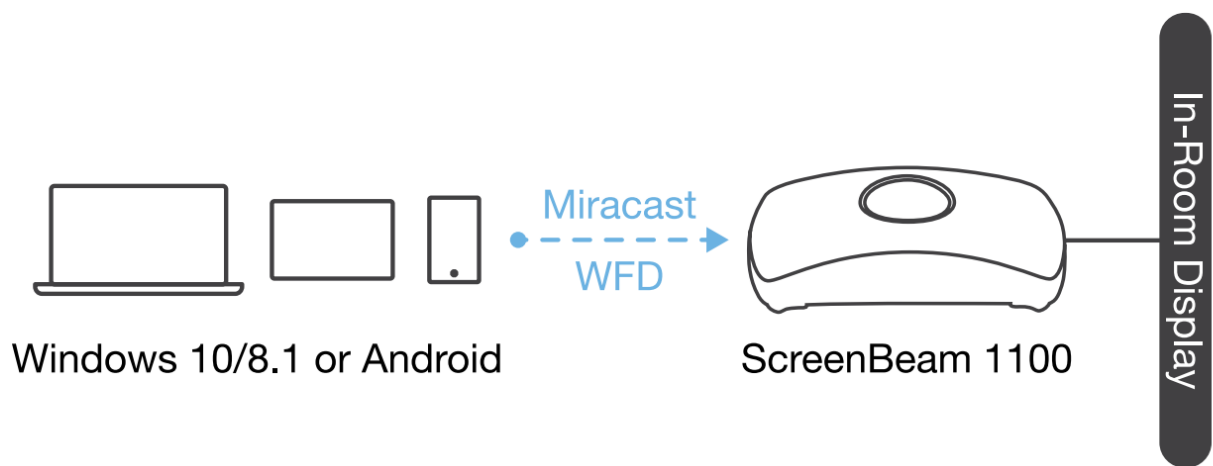 Miracast
WFD
Windows 10/8.1 or Android
ScreenBeam 1100
In-Room Display